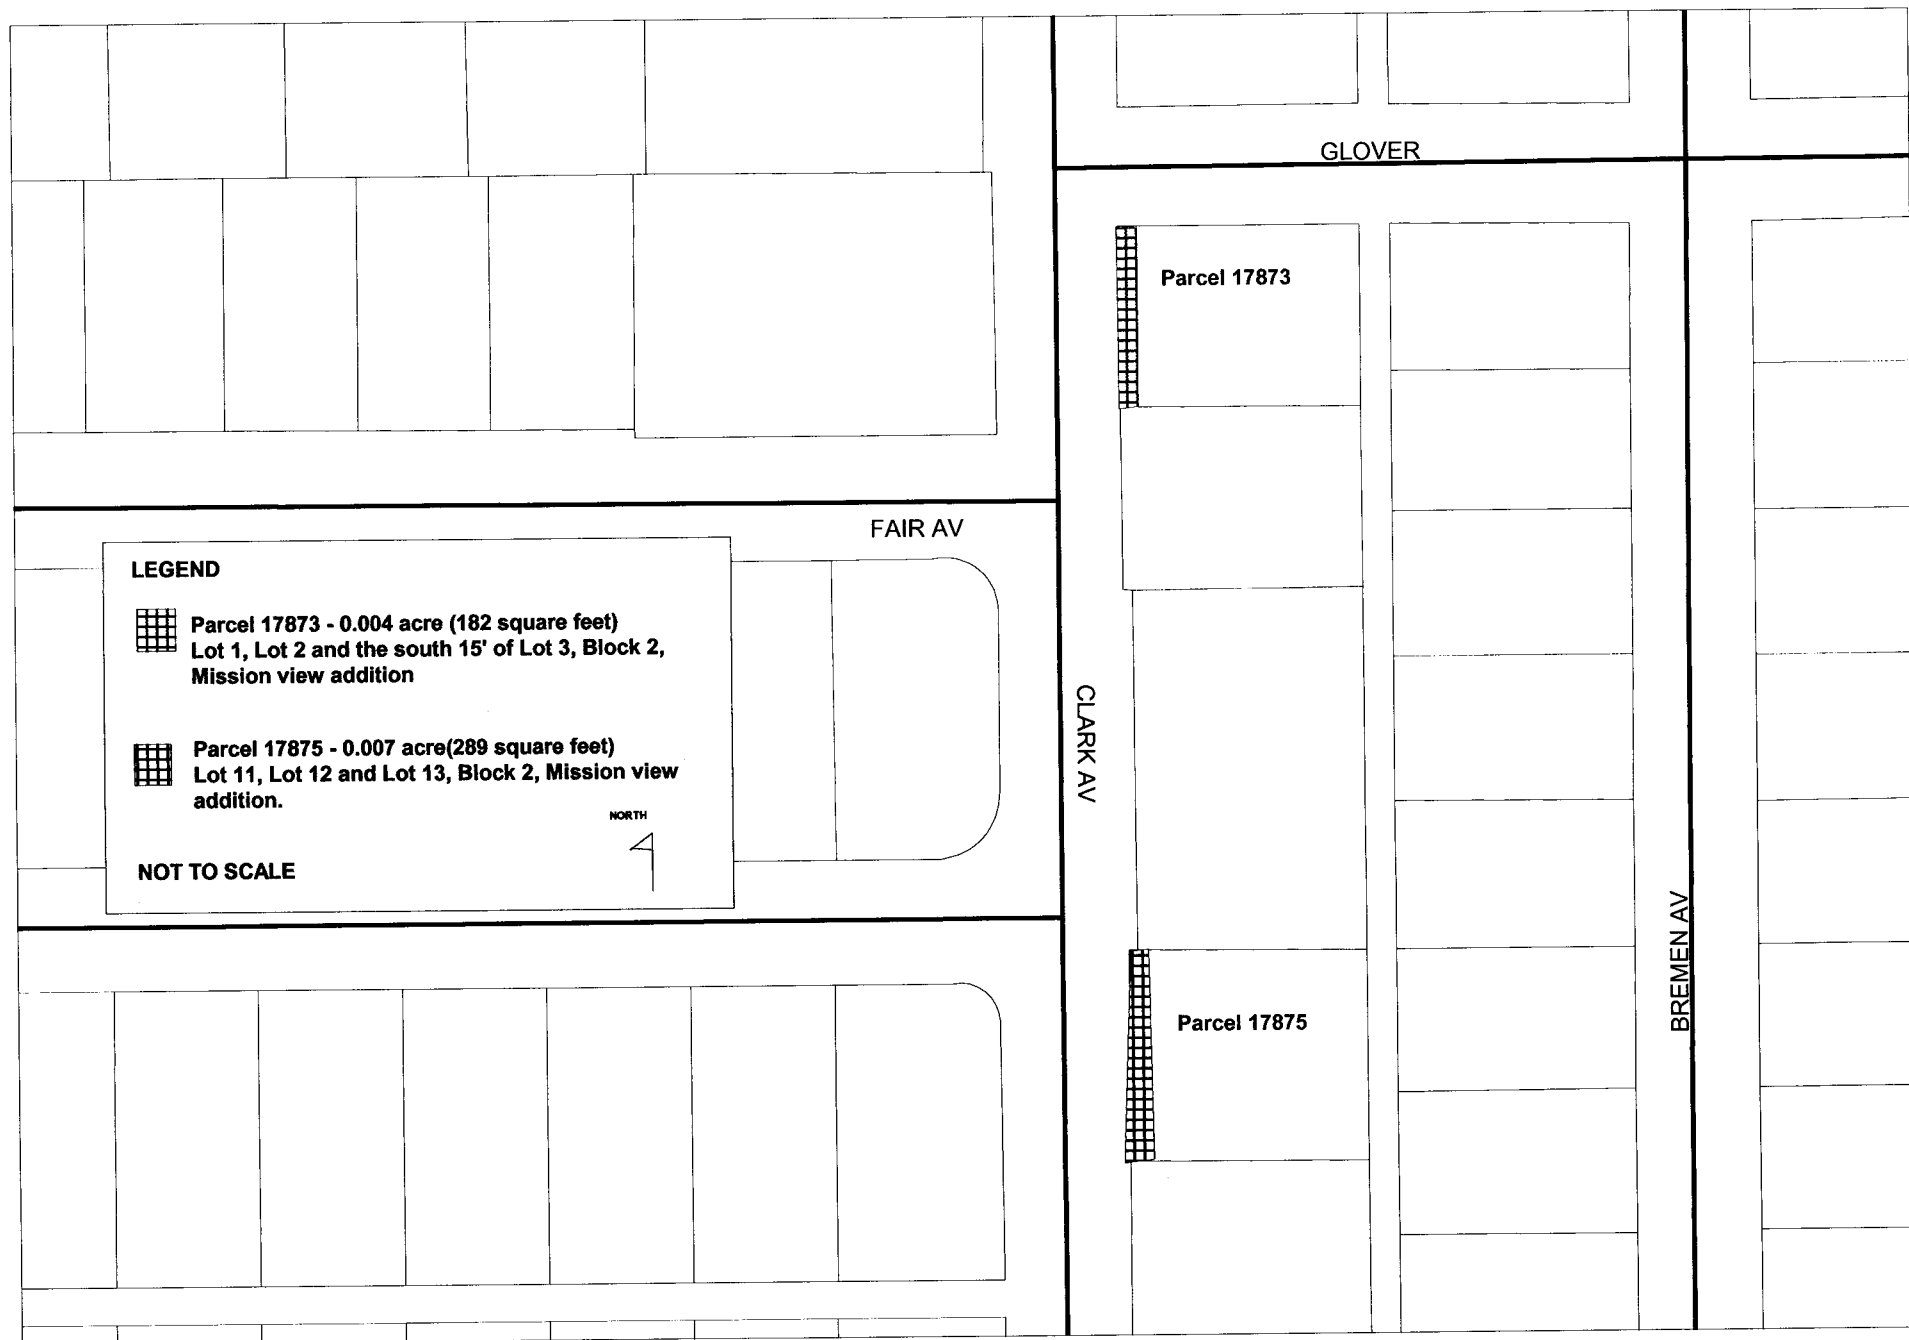 GLOVER
Parcel 17873
FAIR AV
LEGEND
Parcel 17873 - 0.004 acre (182 square feet)
Lot 1, Lot 2 and the south 15' of Lot 3, Block 2,
Mission view addition
Parcel 17875 - 0.007 acre(289 square feet)
Lot 11, Lot 12 and Lot 13, Block 2, Mission view
addition.
NORTH
NOT TO SCALE
CLARK AV
BREMEN AV
Parcel 17875